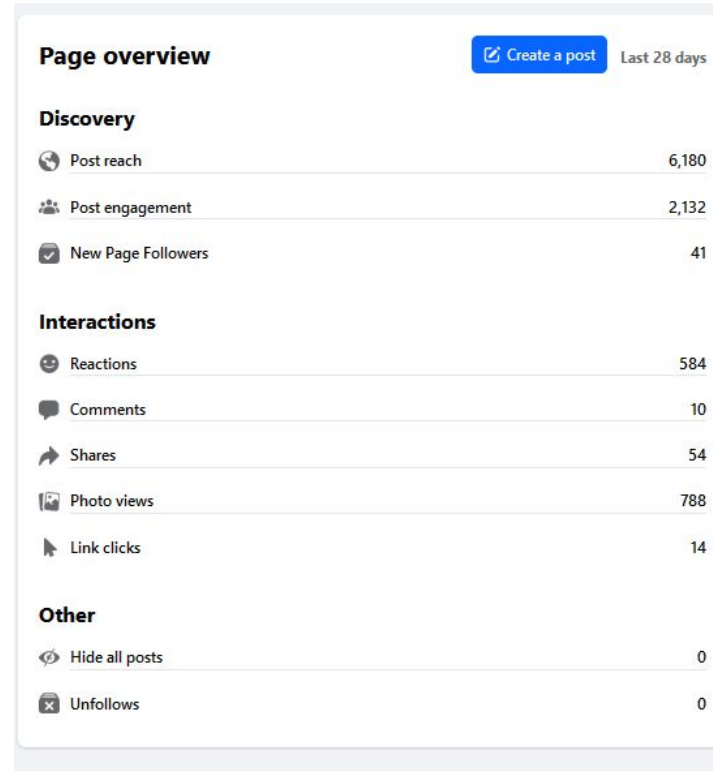 Page overview
Create a post
Last 28 days
Discovery
Post reach 6,180
Post engagement 2,132
New Page Followers 41
Interactions
Reactions 584
Comments 10
Shares 54
Photo views 788
Link clicks 14
Other
Hide all posts 0
Unfollows 0